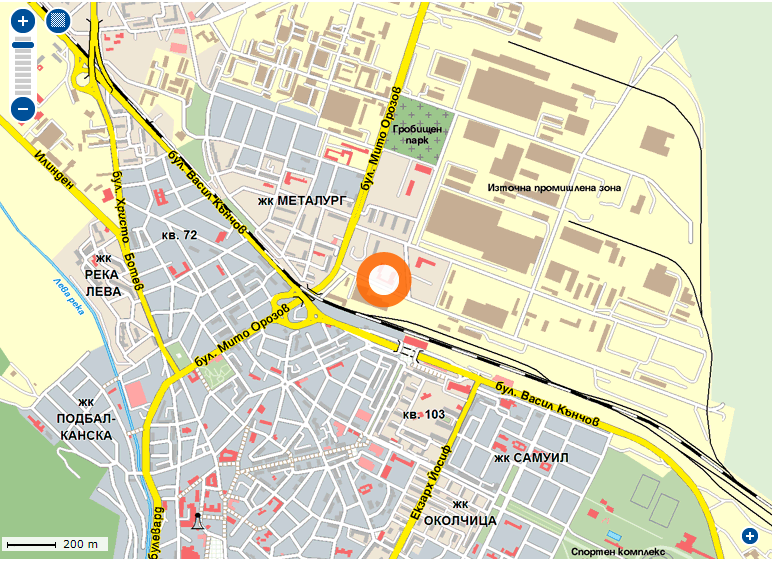 бул. Мито Орозов
Гробищен
парк
Илинден
бул. Христо Ботев
бул. Васил Кънчов
жк МЕТАЛУРГ
Източна промишлена зона
кв. 72
жк
РЕКА
ЛЕВА
Лева река
бул. Мито Орозов
жк
ПОДБАЛ-
КАНСКА
кв. 103
бул. Васил Кънчов
жк САМУИЛ
Екзарх Йосиф
жк
ОКОЛЧИЦА
булевард
200 m
Спортен комплекс